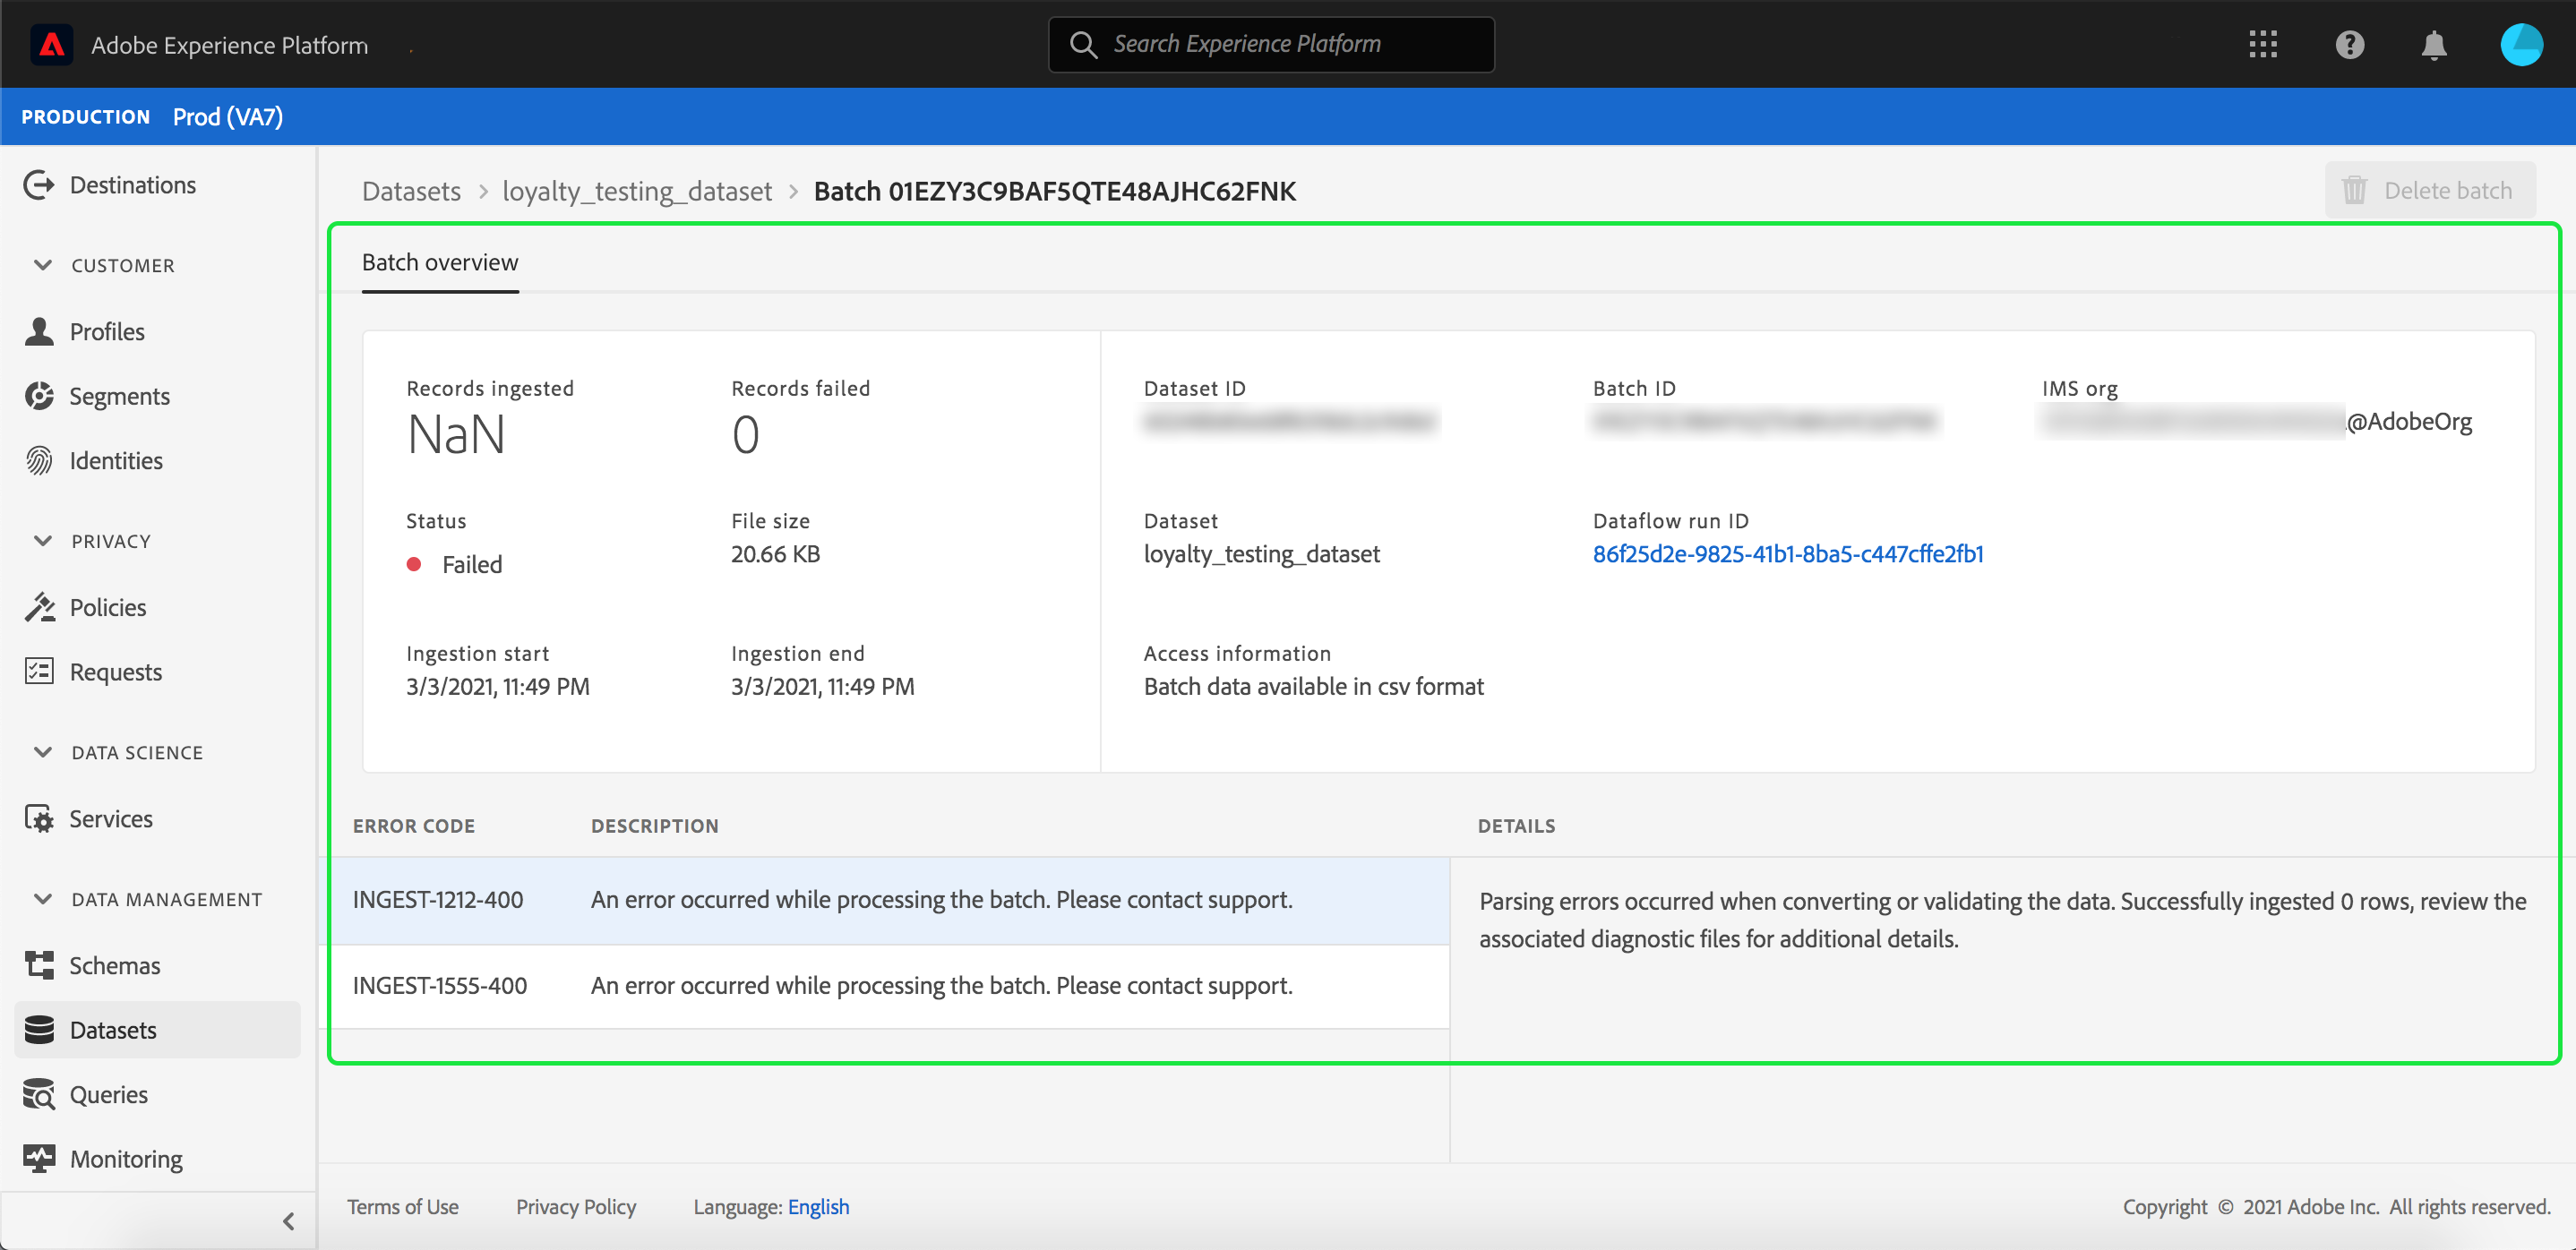 Adobe Experience Platform
Search Experience Platform
PRODUCTION Prod (VA7)
Destinations
CUSTOMER
Profiles
Segments
Identities
PRIVACY
Policies
Requests
DATA SCIENCE
Services
DATA MANAGEMENT
Schemas
Datasets
Queries
Monitoring
Datasets > loyalty_testing_dataset > Batch 01EZY3C9BAF5QTE48AJHC62FNK
Delete batch
Batch overview
Records ingested
NaN
Records failed
0
Status
Failed
File size
20.66 KB
Ingestion start
3/3/2021, 11:49 PM
Ingestion end
3/3/2021, 11:49 PM
Dataset ID
Batch ID
IMS org
@AdobeOrg
Dataset
loyalty_testing_dataset
Dataflow run ID
86f25d2e-9825-41b1-8ba5-c447cffe2fb1
Access information
Batch data available in csv format
ERROR CODE DESCRIPTION DETAILS
INGEST-1212-400 An error occurred while processing the batch. Please contact support.
INGEST-1555-400 An error occurred while processing the batch. Please contact support.
Parsing errors occurred when converting or validating the data. Successfully ingested 0 rows, review the
associated diagnostic files for additional details.
Terms of Use Privacy Policy Language: English
Copyright © 2021 Adobe Inc. All rights reserved.